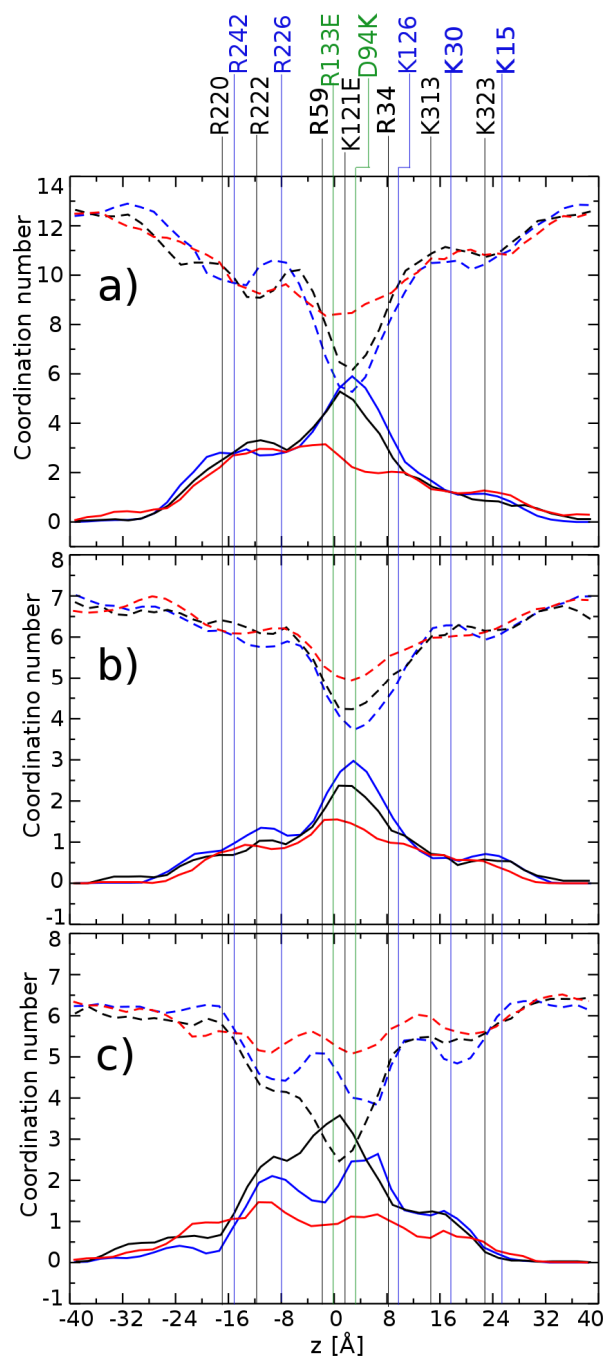 R220
R242
R222
R226
R59
R133E
K121E
D94K
R34
K126
K313
K30
K323
K15
14
12
10
8
6
4
2
0
Coordination number
a)
8
7
6
5
4
3
2
1
0
-1
Coordinatino number
b)
8
7
6
5
4
3
2
1
0
-1
Coordination number
c)
-40 -32 -24 -16 -8 0 8 16 24 32 40
z [Å]